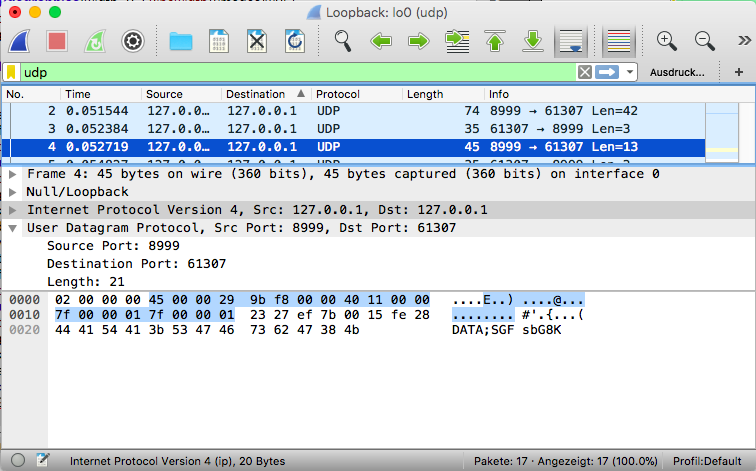 Loopback: lo0 (udp)
udp
Ausdruck…
+
No. Time Source Destination Protocol Length Info
2 0.051544 127.0.0… 127.0.0.1 UDP 74 8999 → 61307 Len=42
3 0.052384 127.0.0… 127.0.0.1 UDP 35 61307 → 8999 Len=3
4 0.052719 127.0.0… 127.0.0.1 UDP 45 8999 → 61307 Len=13
Frame 4: 45 bytes on wire (360 bits), 45 bytes captured (360 bits) on interface 0
Null/Loopback
Internet Protocol Version 4, Src: 127.0.0.1, Dst: 127.0.0.1
User Datagram Protocol, Src Port: 8999, Dst Port: 61307
Source Port: 8999
Destination Port: 61307
Length: 21
0000 02 00 00 00 45 00 00 29 9b f8 00 00 40 11 00 00 ....E..) ....@...
0010 7f 00 00 01 7f 00 00 01 23 27 ef 7b 00 15 fe 28 ........ #'.{...(
0020 44 41 54 41 3b 53 47 46 73 62 47 38 4b DATA;SGF sbG8K
Internet Protocol Version 4 (ip), 20 Bytes Pakete: 17 · Angezeigt: 17 (100.0%) Profil:Default